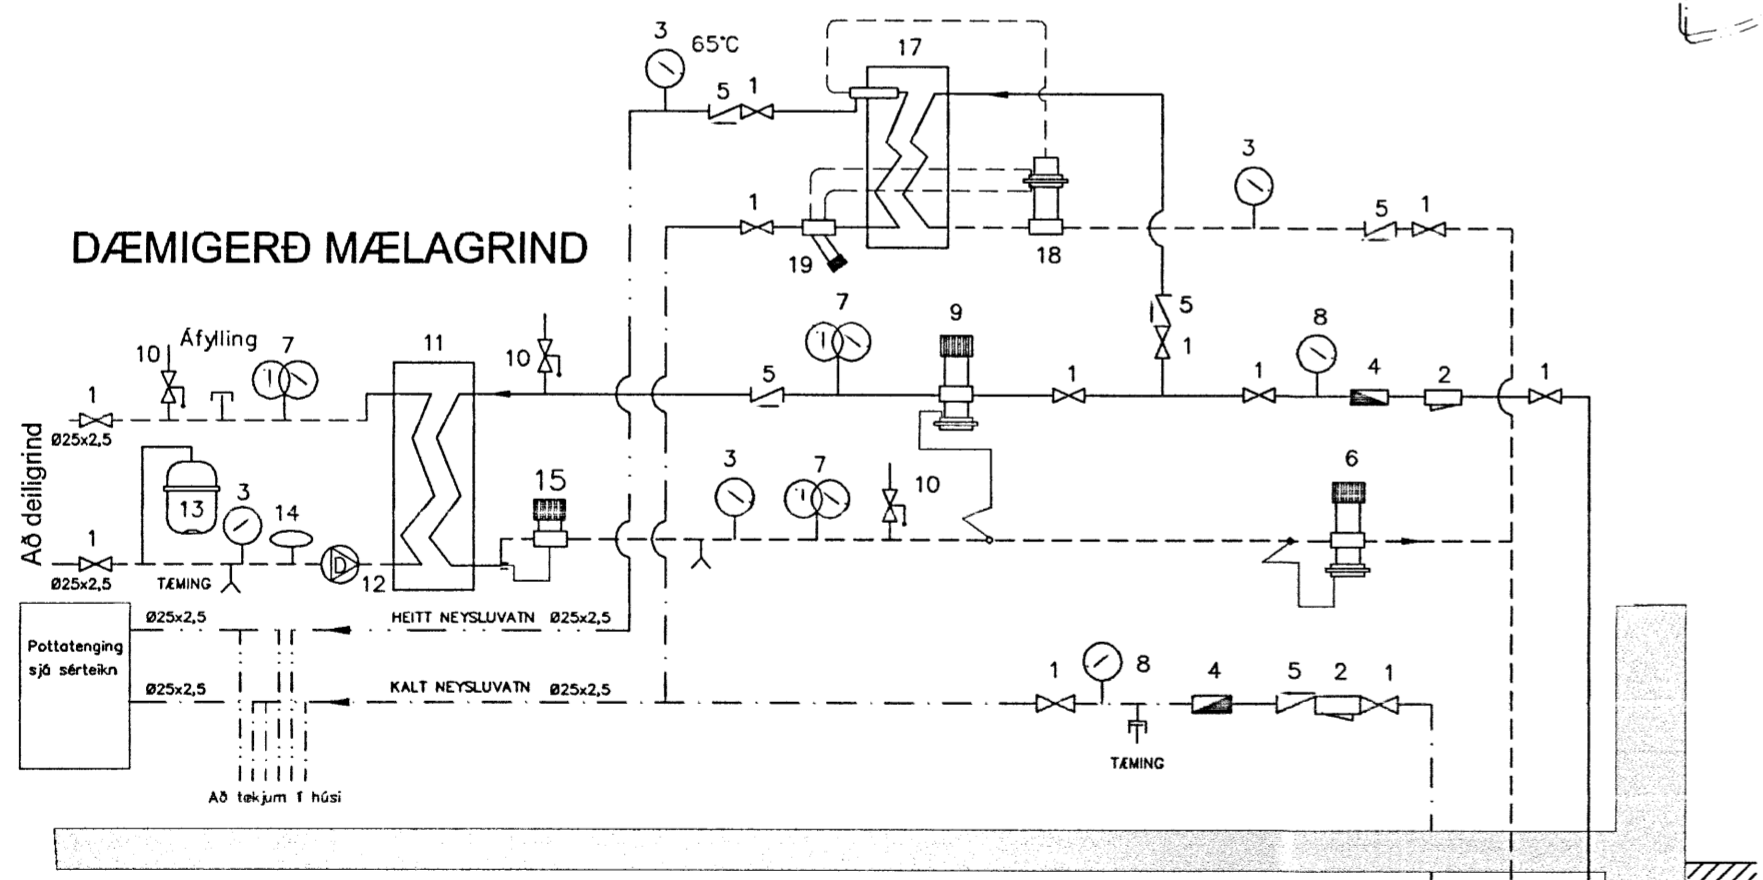 3
65°C
17
5
1
3
5
1
1
19
18
DÆMIGERÐ MÆLAGRIND
7
9
5
1
8
10
Áfylling
7
11
10
1
5
1
1
4
2
1
Ø25x2,5
Að deiligrind
13
3
14
15
3
7
10
6
1
Ø25x2,5
TÆMING
12
Pottatenging
sjá sérteikn
Ø25x2,5
HEITT NEYSLUVATN Ø25x2,5
Ø25x2,5
KALT NEYSLUVATN Ø25x2,5
1
8
4
5
2
1
TÆMING
Að tækjum í húsi